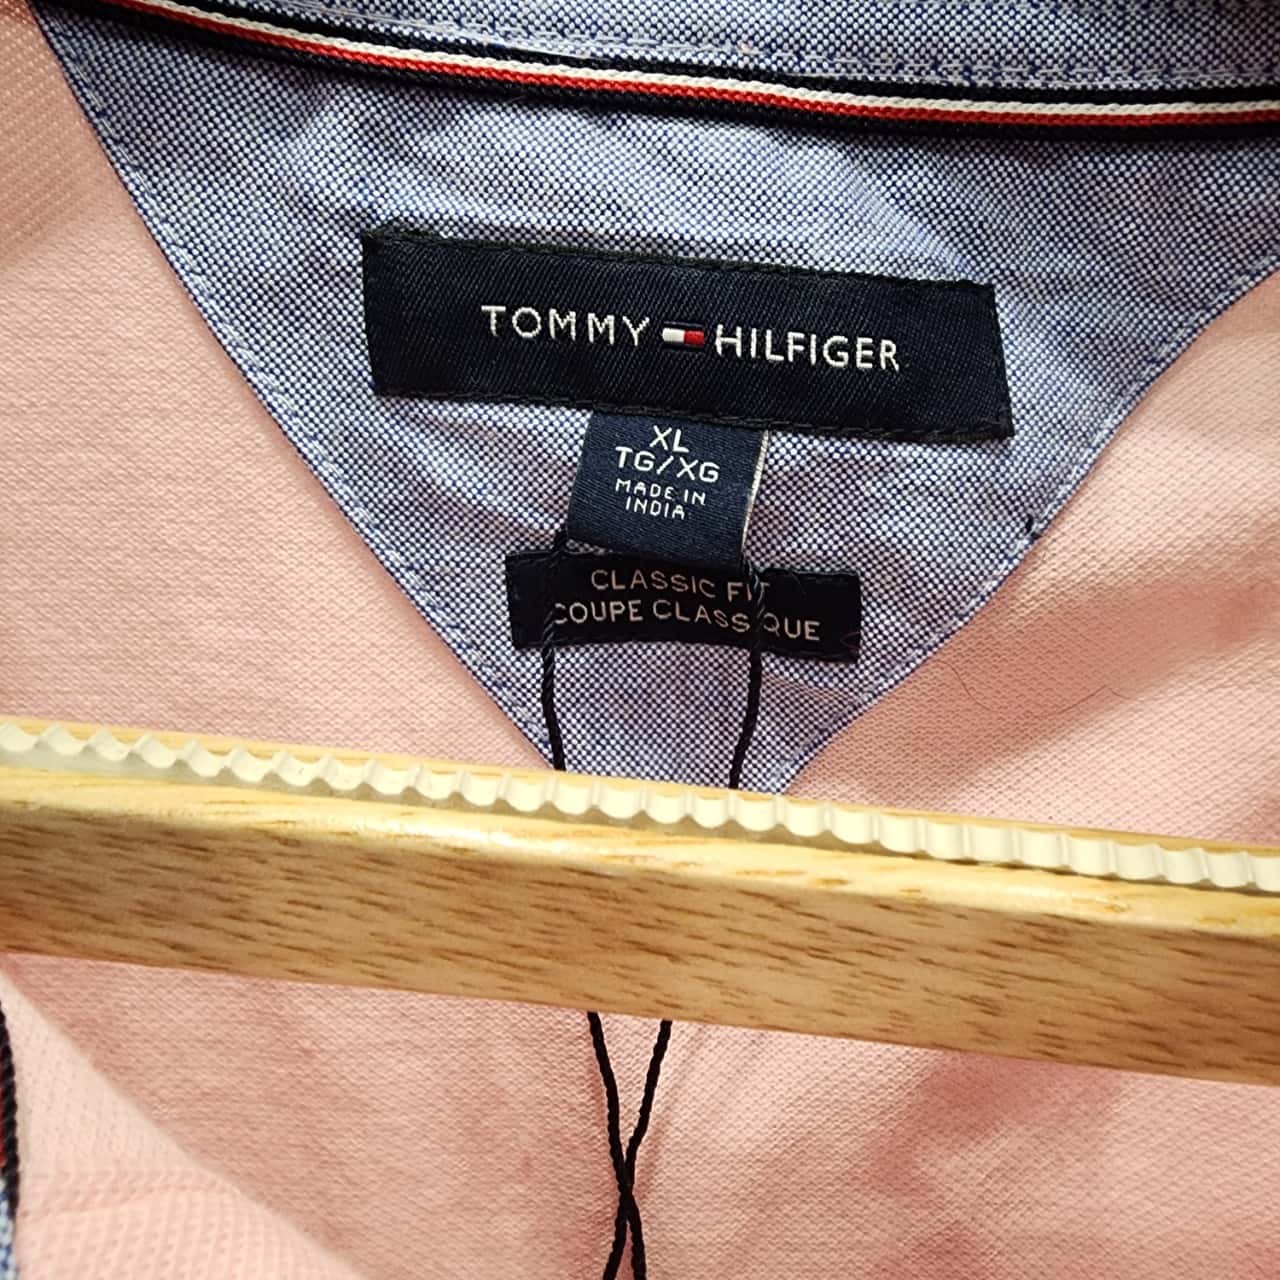 TOMMY HILFIGER
XL
TG/XG
MADE IN
INDIA
CLASSIC FIT
COUPE CLASSIQUE